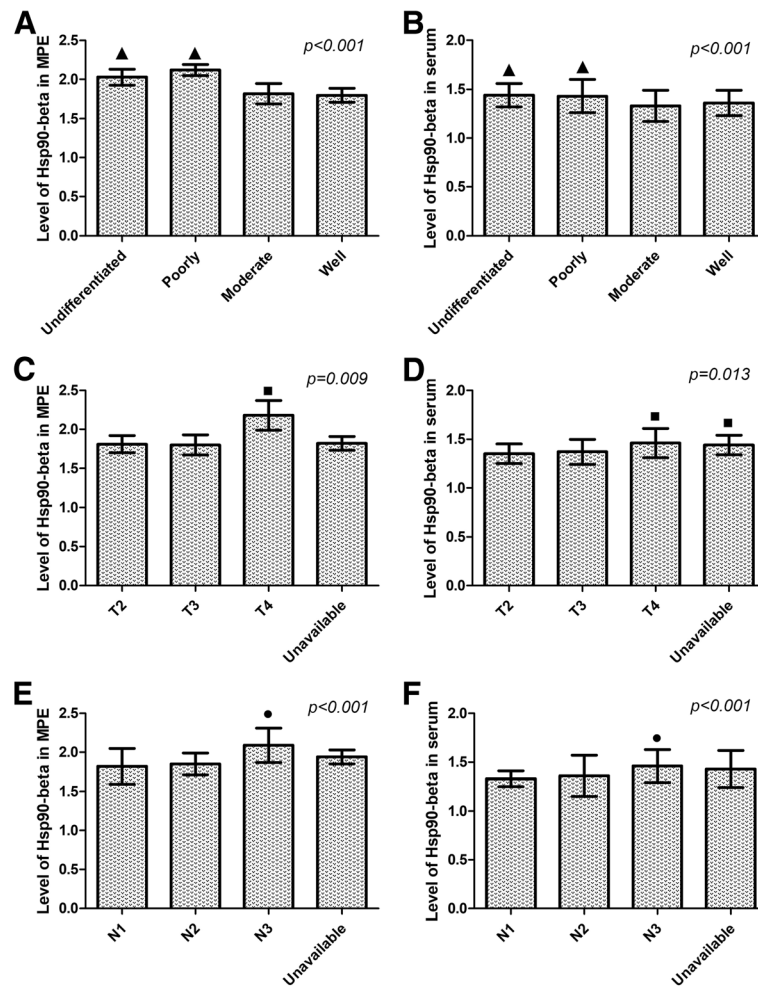 A
Level of Hsp90-beta in MPE
p<0.001
2.5
2.0
1.5
1.0
0.5
0.0
Undifferentiated
Poorly
Moderate
Well
B
Level of Hsp90-beta in serum
p<0.001
2.0
1.5
1.0
0.5
0.0
Undifferentiated
Poorly
Moderate
Well
C
Level of Hsp90-beta in MPE
p=0.009
2.5
2.0
1.5
1.0
0.5
0.0
T2
T3
T4
Unavailable
D
Level of Hsp90-beta in serum
p=0.013
2.0
1.5
1.0
0.5
0.0
T2
T3
T4
Unavailable
E
Level of Hsp90-beta in MPE
p<0.001
2.5
2.0
1.5
1.0
0.5
0.0
N1
N2
N3
Unavailable
F
Level of Hsp90-beta in serum
p<0.001
2.0
1.5
1.0
0.5
0.0
N1
N2
N3
Unavailable